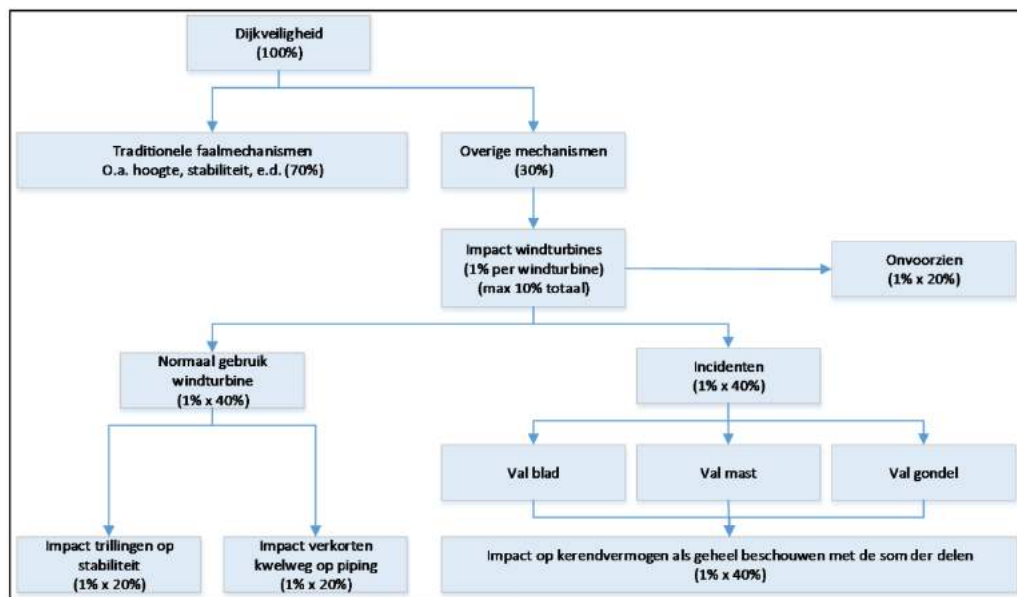 Dijkveiligheid
(100%)
Traditionele faalmechanismen
O.a. hoogte, stabiliteit, e.d. (70%)
Overige mechanismen
(30%)
Impact windturbines
(1% per windturbine)
(max 10% totaal)
Onvoorzien
(1% x 20%)
Normaal gebruik
windturbine
(1% x 40%)
Incidenten
(1% x 40%)
Val blad
Val mast
Val gondel
Impact trillingen op
stabiliteit
(1% x 20%)
Impact verkorten
kwelweg op piping
(1% x 20%)
Impact op kerendvermogen als geheel beschouwen met de som der delen
(1% x 40%)